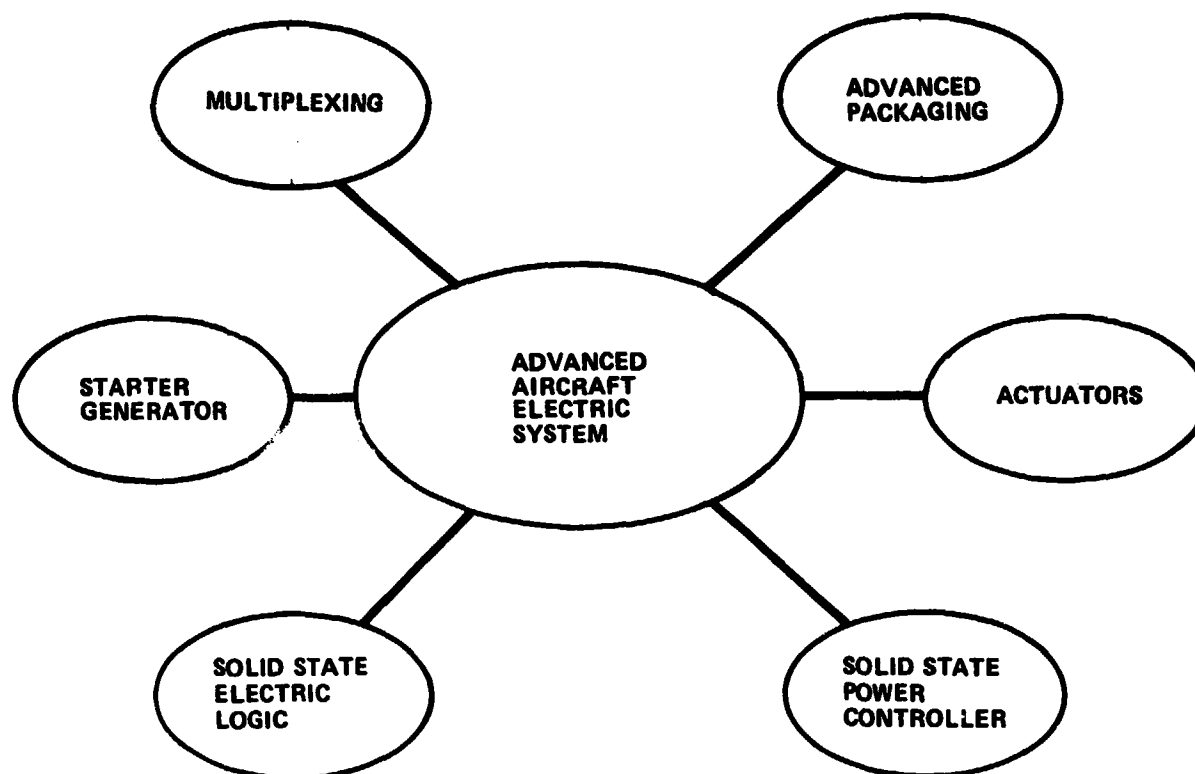 MULTIPLEXING
ADVANCED
PACKAGING
STARTER
GENERATOR
ADVANCED
AIRCRAFT
ELECTRIC
SYSTEM
ACTUATORS
SOLID STATE
ELECTRIC
LOGIC
SOLID STATE
POWER
CONTROLLER